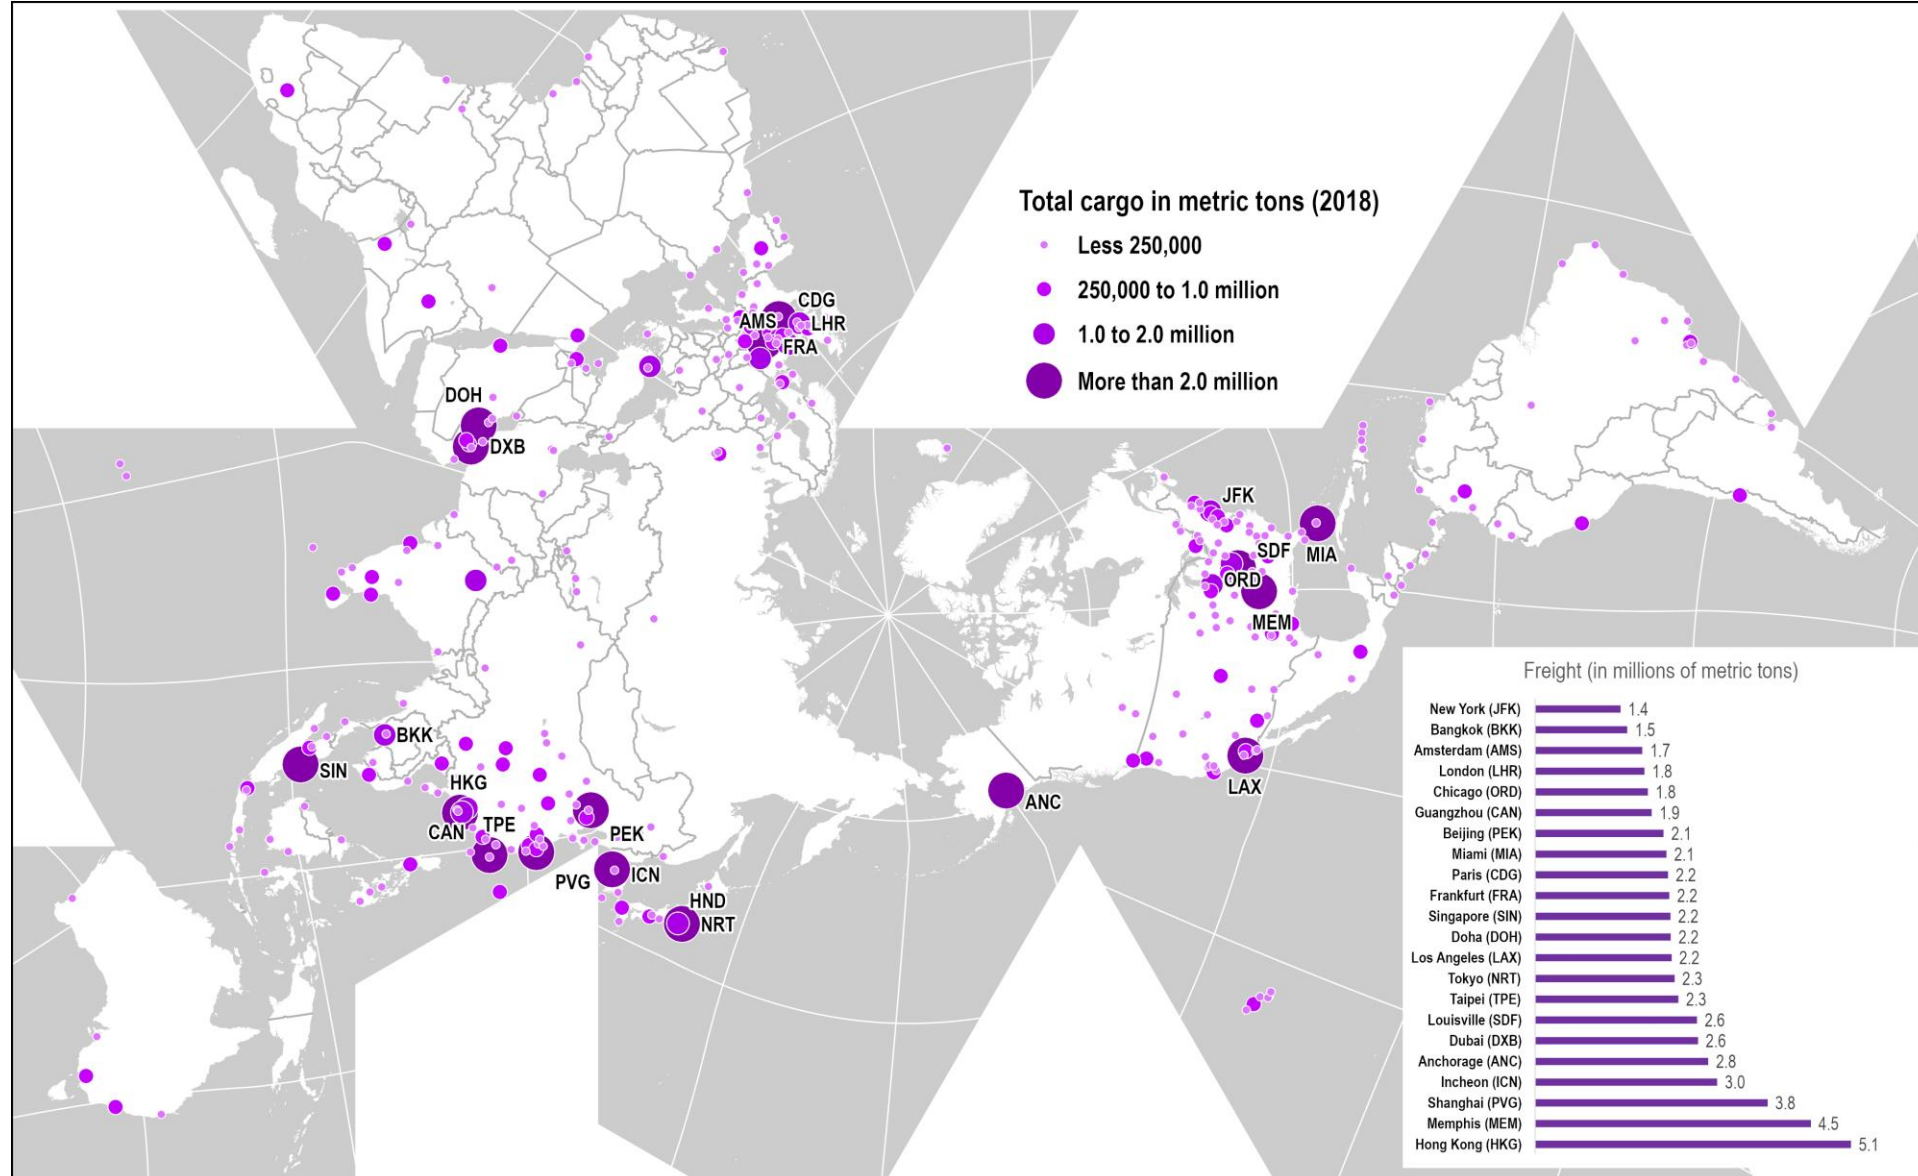 Total cargo in metric tons (2018)
Less 250,000
250,000 to 1.0 million
1.0 to 2.0 million
More than 2.0 million
CDG
AMS
LHR
FRA
DOH
DXB
JFK
SDF
MIA
ORD
MEM
BKK
SIN
HKG
CAN
TPE
PEK
PVG
ICN
HND
NRT
ANC
LAX
Freight (in millions of metric tons)
New York (JFK) 1.4
Bangkok (BKK) 1.5
Amsterdam (AMS) 1.7
London (LHR) 1.8
Chicago (ORD) 1.8
Guangzhou (CAN) 1.9
Beijing (PEK) 2.1
Miami (MIA) 2.1
Paris (CDG) 2.2
Frankfurt (FRA) 2.2
Singapore (SIN) 2.2
Doha (DOH) 2.2
Los Angeles (LAX) 2.2
Tokyo (NRT) 2.3
Taipei (TPE) 2.3
Louisville (SDF) 2.6
Dubai (DXB) 2.6
Anchorage (ANC) 2.8
Incheon (ICN) 3.0
Shanghai (PVG) 3.8
Memphis (MEM) 4.5
Hong Kong (HKG) 5.1